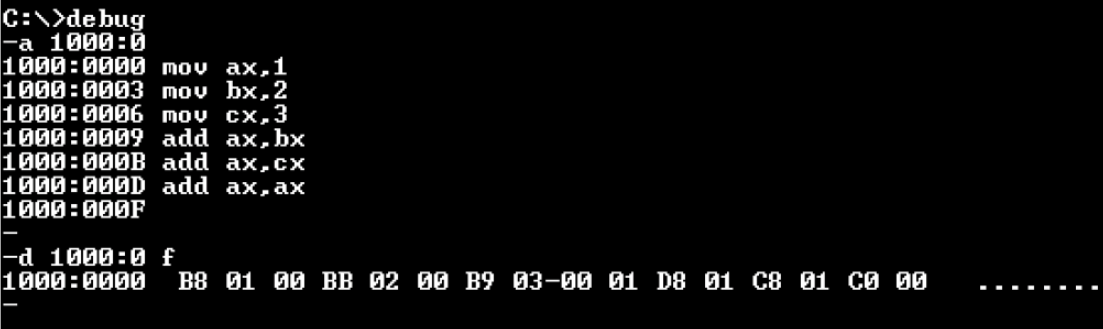 C:\>debug
-a 1000:0
1000:0000 mov ax,1
1000:0003 mov bx,2
1000:0006 mov cx,3
1000:0009 add ax,bx
1000:000B add ax,cx
1000:000D add ax,ax
1000:000F
-
-d 1000:0 f
1000:0000  B8 01 00 BB 02 00 B9 03-00 01 D8 01 C8 01 C0 00   ........
-